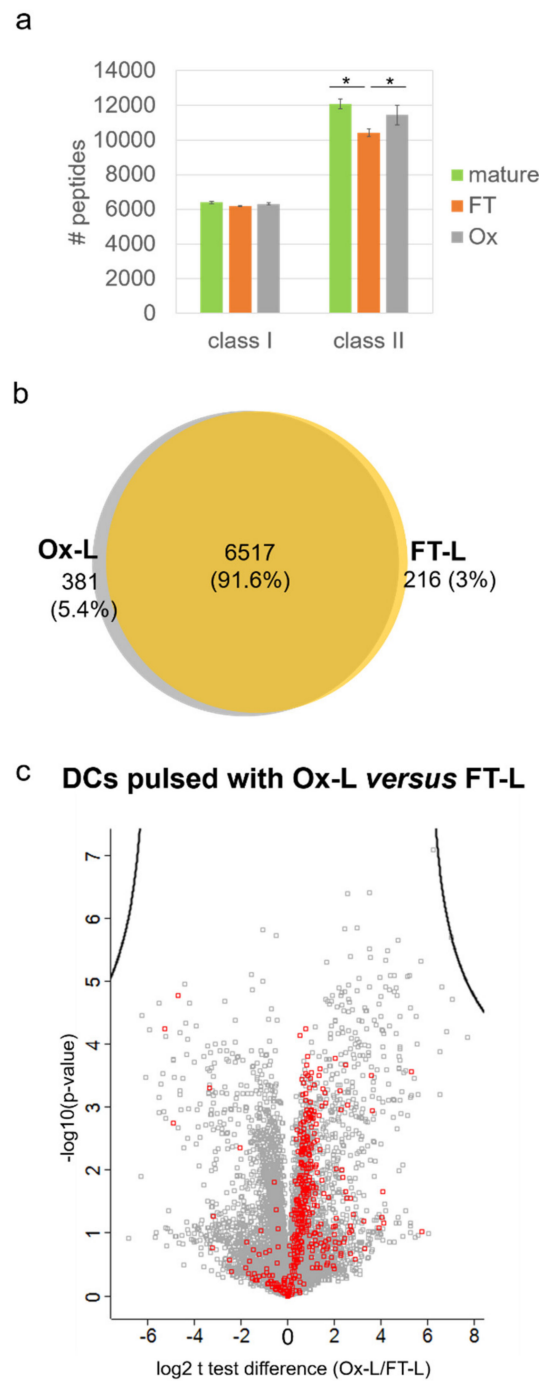 a
14000
12000
10000
8000
6000
4000
2000
0
# peptides
* *
class I class II
mature
FT
Ox
b
Ox-L
381
(5.4%)
6517
(91.6%)
FT-L
216 (3%)
c DCs pulsed with Ox-L versus FT-L
7
6
5
4
3
2
1
0
-log10(p-value)
-6 -4 -2 0 2 4 6 8
log2 t test difference (Ox-L/FT-L)